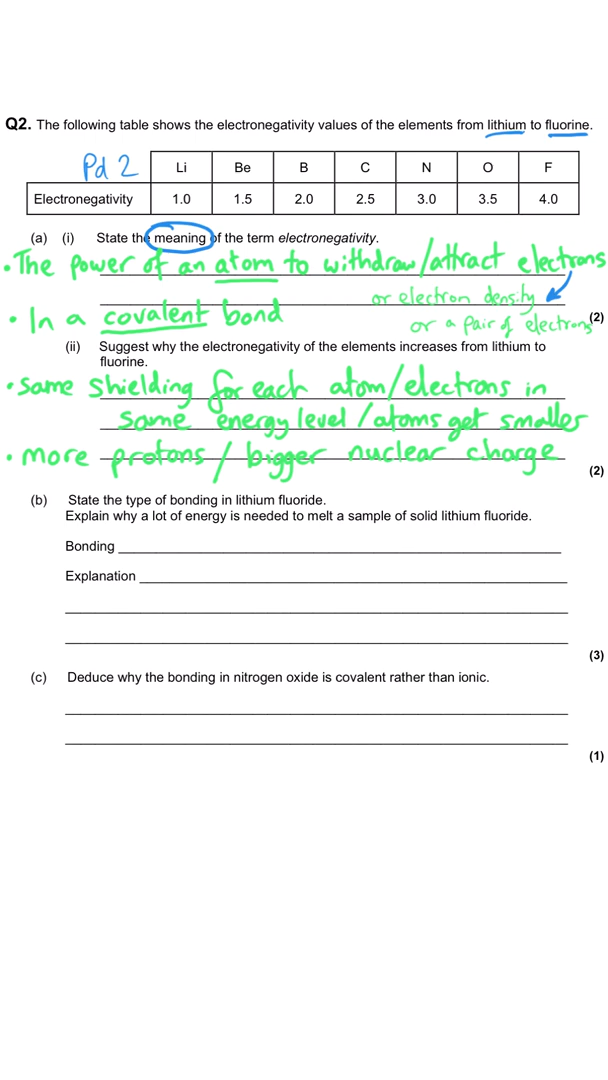 Q2. The following table shows the electronegativity values of the elements from lithium to fluorine.
Pd 2
Li Be B C N O F
Electronegativity 1.0 1.5 2.0 2.5 3.0 3.5 4.0
(a) (i) State the meaning of the term electronegativity.
• The power of an atom to withdraw/attract electrons
or electron density
• In a covalent bond
or a pair of electrons
(2)
(ii) Suggest why the electronegativity of the elements increases from lithium to
fluorine.
• Same shielding for each atom/electrons in
same energy level/atoms get smaller
• more protons/bigger nuclear charge
(2)
(b) State the type of bonding in lithium fluoride.
Explain why a lot of energy is needed to melt a sample of solid lithium fluoride.
Bonding
Explanation
(3)
(c) Deduce why the bonding in nitrogen oxide is covalent rather than ionic.
(1)